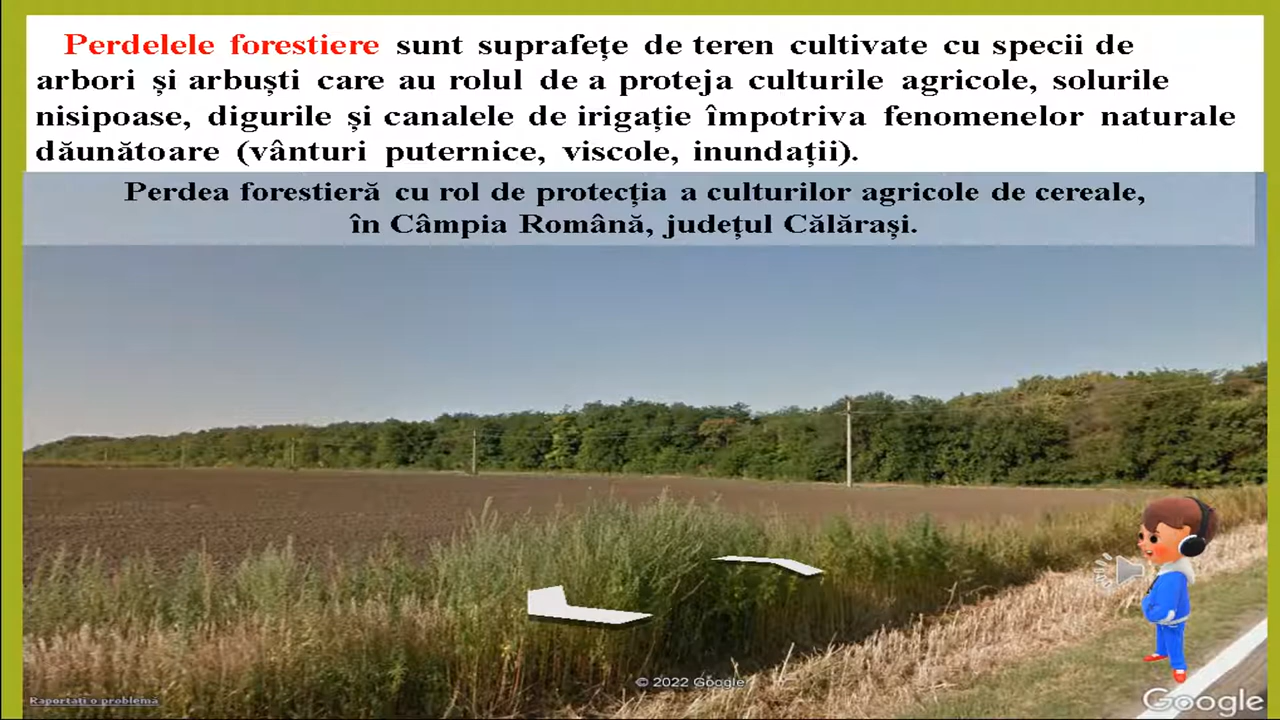 Perdelele forestiere sunt suprafețe de teren cultivate cu specii de
arbori și arbuști care au rolul de a proteja culturile agricole, solurile
nisipoase, digurile și canalele de irigație împotriva fenomenelor naturale
dăunătoare (vânturi puternice, viscole, inundații).
Perdea forestieră cu rol de protecția a culturilor agricole de cereale,
în Câmpia Română, județul Călărași.
© 2022 Google
Raportați o problemă
Google